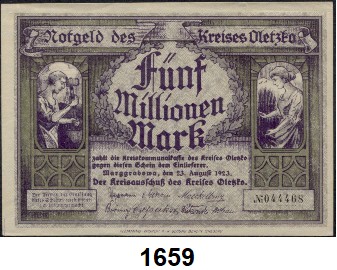 Notgeld des Kreises Oletzko
Fünf
Millionen
Mark
zahlt die Kreiskommunalkasse des Kreises Oletzko
gegen diesen Schein dem Einlieferer.
Marggrabowa, den 23. August 1923.
Der Kreisausschuß des Kreises Oletzko.
№044468
1659